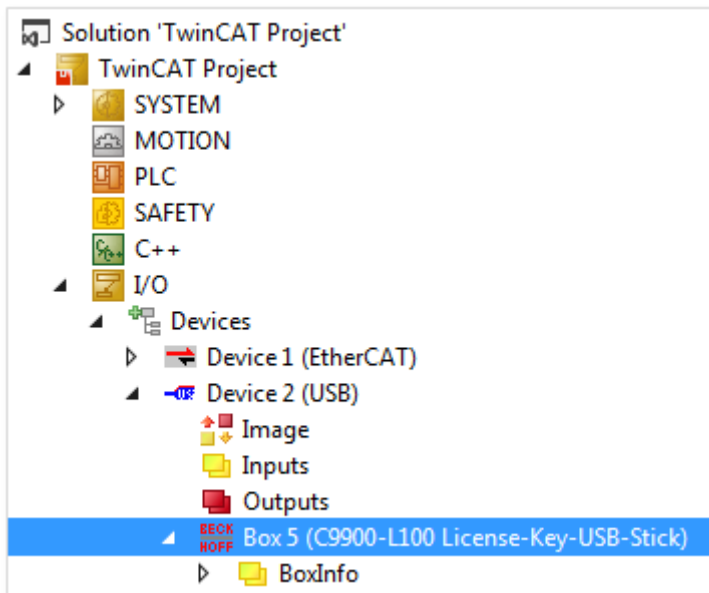 Solution 'TwinCAT Project'
TwinCAT Project
SYSTEM
MOTION
PLC
SAFETY
C++
I/O
Devices
Device 1 (EtherCAT)
Device 2 (USB)
Image
Inputs
Outputs
BECK HOFF Box 5 (C9900-L100 License-Key-USB-Stick)
BoxInfo